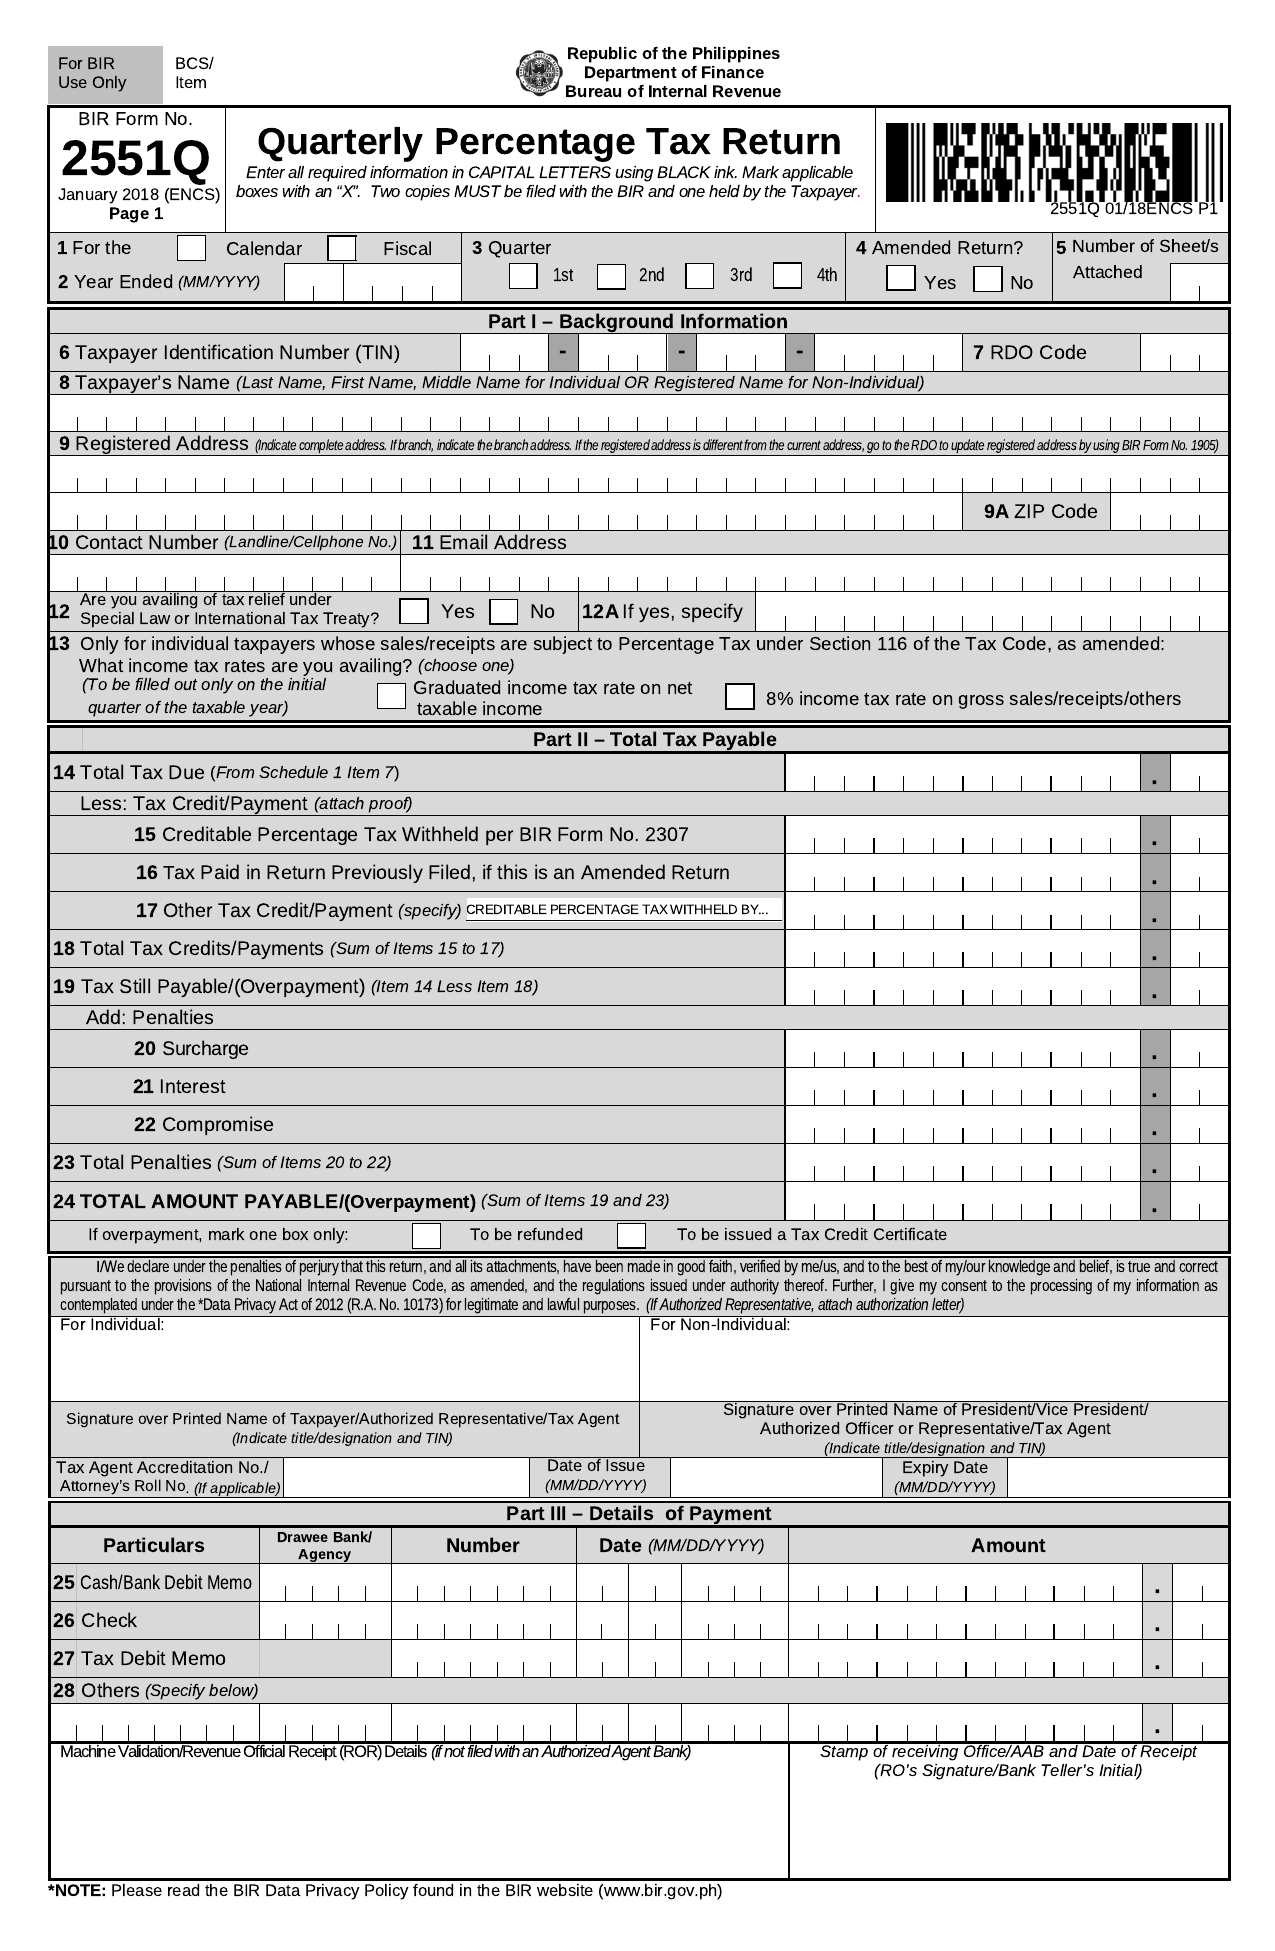 For BIR
Use Only
BCS/
Item
Republic of the Philippines
Department of Finance
Bureau of Internal Revenue
BIR Form No.
2551Q
January 2018 (ENCS)
Page 1
Quarterly Percentage Tax Return
Enter all required information in CAPITAL LETTERS using BLACK ink. Mark applicable
boxes with an “X”. Two copies MUST be filed with the BIR and one held by the Taxpayer.
2551Q 01/18ENCS P1
1 For the Calendar Fiscal
2 Year Ended (MM/YYYY)
3 Quarter
1st 2nd 3rd 4th
4 Amended Return?
Yes No
5 Number of Sheet/s
Attached
Part I – Background Information
6 Taxpayer Identification Number (TIN) - - - 7 RDO Code
8 Taxpayer's Name (Last Name, First Name, Middle Name for Individual OR Registered Name for Non-Individual)
9 Registered Address (Indicate complete address. If branch, indicate the branch address. If the registered address is different from the current address, go to the RDO to update registered address by using BIR Form No. 1905)
9A ZIP Code
10 Contact Number (Landline/Cellphone No.) 11 Email Address
12 Are you availing of tax relief under
Special Law or International Tax Treaty? Yes No 12A If yes, specify
13 Only for individual taxpayers whose sales/receipts are subject to Percentage Tax under Section 116 of the Tax Code, as amended:
What income tax rates are you availing? (choose one)
(To be filled out only on the initial
quarter of the taxable year)
Graduated income tax rate on net
taxable income
8% income tax rate on gross sales/receipts/others
Part II – Total Tax Payable
14 Total Tax Due (From Schedule 1 Item 7) .
Less: Tax Credit/Payment (attach proof)
15 Creditable Percentage Tax Withheld per BIR Form No. 2307 .
16 Tax Paid in Return Previously Filed, if this is an Amended Return .
17 Other Tax Credit/Payment (specify) CREDITABLE PERCENTAGE TAX WITHHELD BY... .
18 Total Tax Credits/Payments (Sum of Items 15 to 17) .
19 Tax Still Payable/(Overpayment) (Item 14 Less Item 18) .
Add: Penalties
20 Surcharge .
21 Interest .
22 Compromise .
23 Total Penalties (Sum of Items 20 to 22) .
24 TOTAL AMOUNT PAYABLE/(Overpayment) (Sum of Items 19 and 23) .
If overpayment, mark one box only: To be refunded To be issued a Tax Credit Certificate
I/We declare under the penalties of perjury that this return, and all its attachments, have been made in good faith, verified by me/us, and to the best of my/our knowledge and belief, is true and correct
pursuant to the provisions of the National Internal Revenue Code, as amended, and the regulations issued under authority thereof. Further, I give my consent to the processing of my information as
contemplated under the *Data Privacy Act of 2012 (R.A. No. 10173) for legitimate and lawful purposes. (If Authorized Representative, attach authorization letter)
For Individual:
For Non-Individual:
Signature over Printed Name of Taxpayer/Authorized Representative/Tax Agent
(Indicate title/designation and TIN)
Signature over Printed Name of President/Vice President/
Authorized Officer or Representative/Tax Agent
(Indicate title/designation and TIN)
Tax Agent Accreditation No./
Attorney's Roll No. (If applicable)
Date of Issue
(MM/DD/YYYY)
Expiry Date
(MM/DD/YYYY)
Part III – Details of Payment
Particulars
Drawee Bank/
Agency
Number
Date (MM/DD/YYYY)
Amount
25 Cash/Bank Debit Memo .
26 Check .
27 Tax Debit Memo .
28 Others (Specify below)
.
Machine Validation/Revenue Official Receipt (ROR) Details (if not filed with an Authorized Agent Bank)
Stamp of receiving Office/AAB and Date of Receipt
(RO's Signature/Bank Teller's Initial)
*NOTE: Please read the BIR Data Privacy Policy found in the BIR website (www.bir.gov.ph)